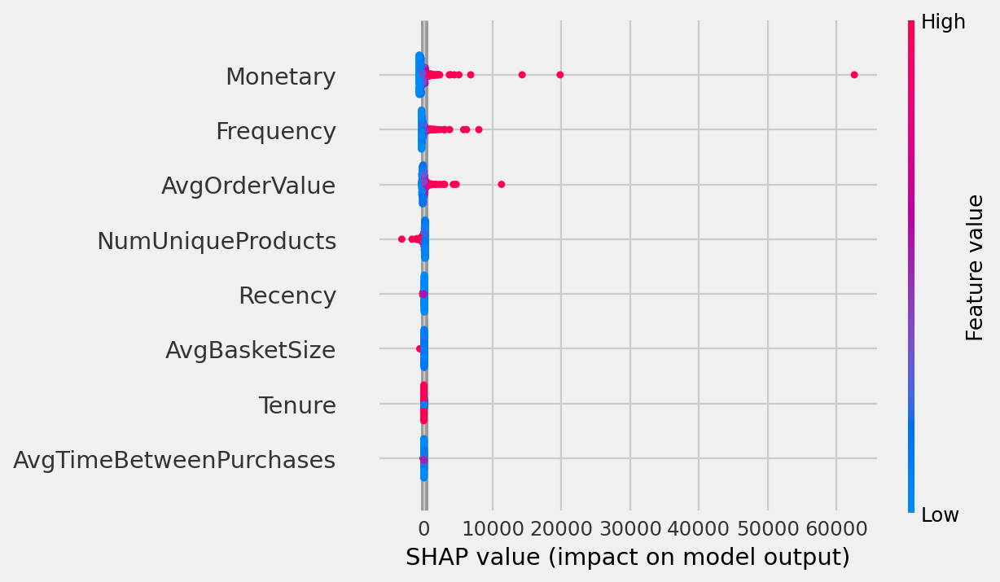 High
Monetary
Frequency
AvgOrderValue
NumUniqueProducts
Recency
AvgBasketSize
Tenure
AvgTimeBetweenPurchases
Feature value
Low
0 10000 20000 30000 40000 50000 60000
SHAP value (impact on model output)